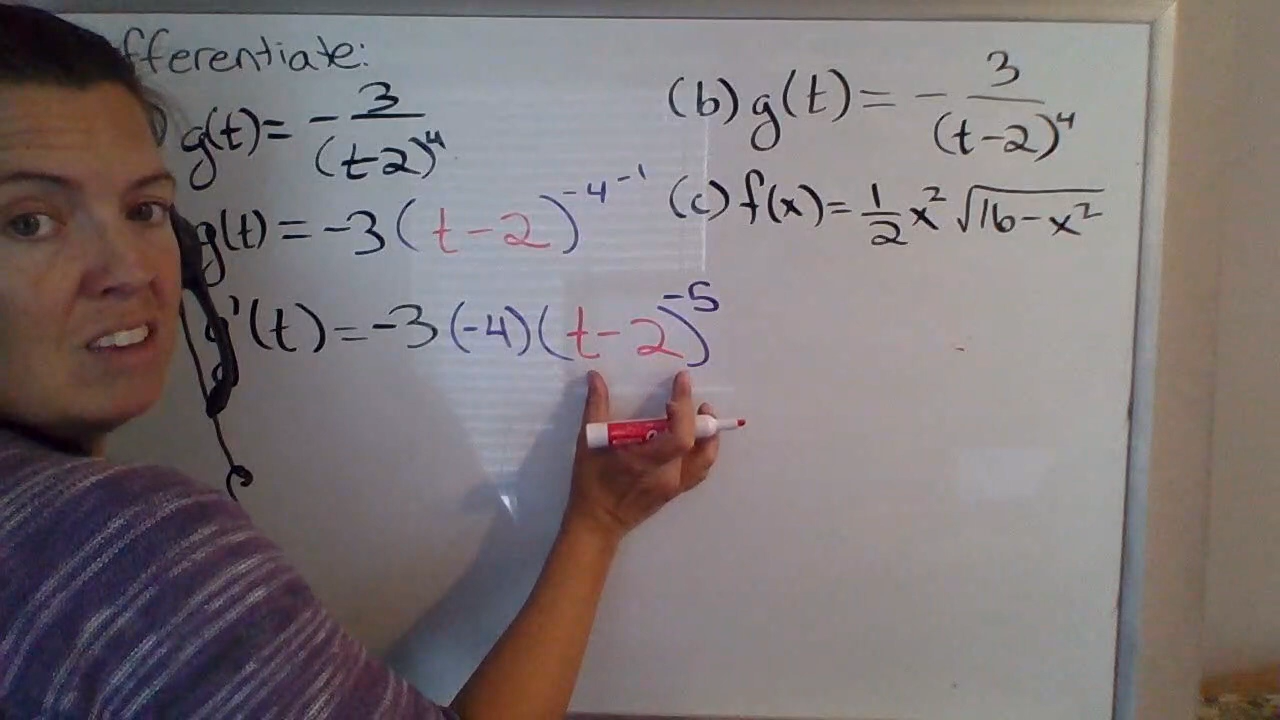 fferentiate:
) g(t) = - 3/(t-2)^4
g(t) = -3(t-2)^-4 -1
g'(t) = -3(-4)(t-2)^-5
(b) g(t) = - 3/(t-2)^4
(c) f(x) = 1/2 x^2 √16-x^2